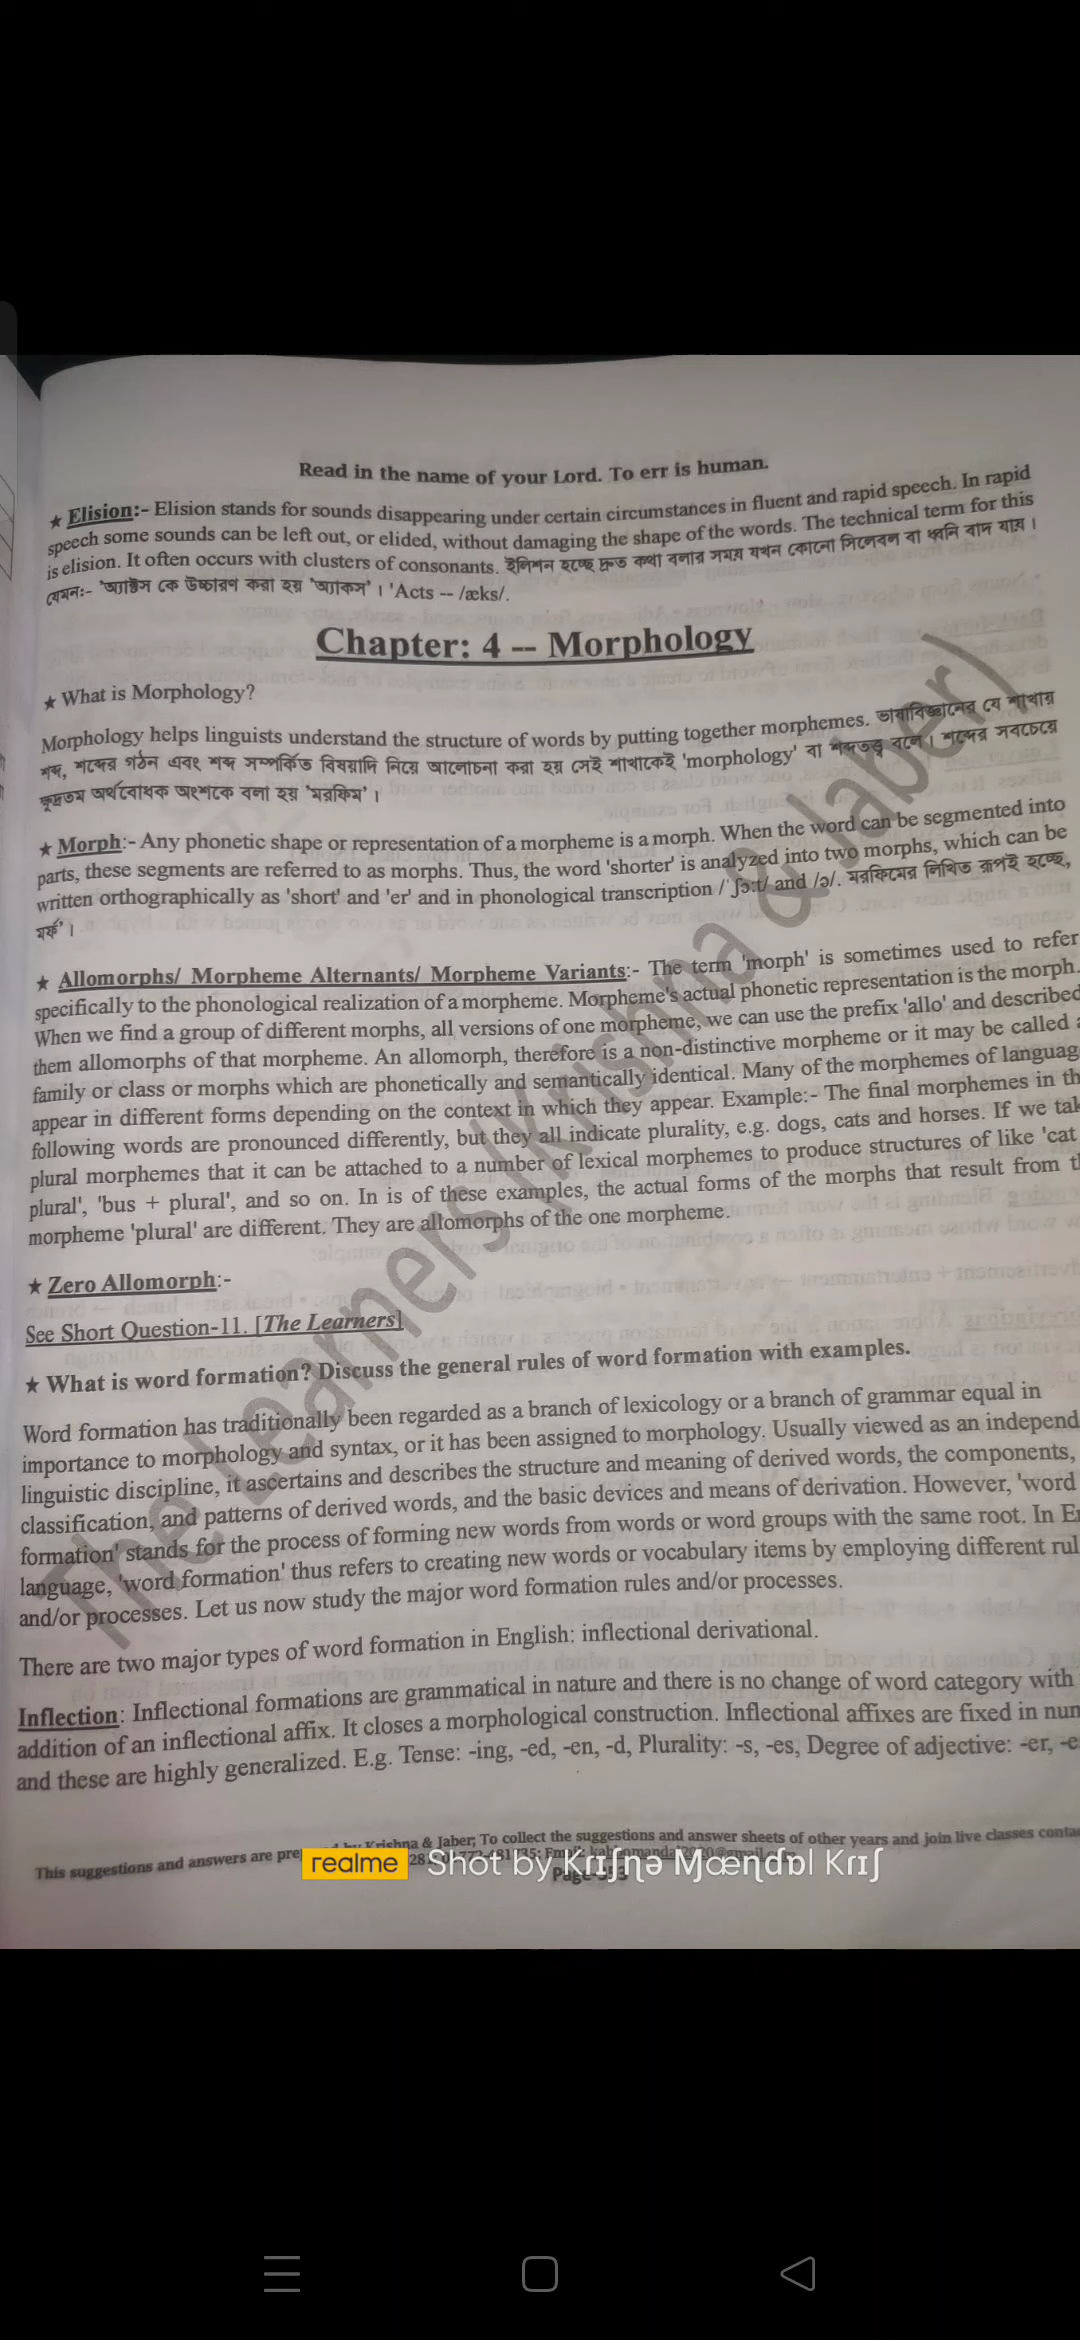 Read in the name of your Lord. To err is human.
★ Elision:- Elision stands for sounds disappearing under certain circumstances in fluent and rapid speech. In rapid
speech some sounds can be left out, or elided, without damaging the shape of the words. The technical term for this
is elision. It often occurs with clusters of consonants. ইলিশন হচ্ছে দ্রুত কথা বলার সময় যখন কোনো সিলেবল বা ধ্বনি বাদ যায়।
যেমনঃ- 'অ্যাক্টস কে উচ্চারণ করা হয় 'অ্যাকস'। 'Acts -- /æks/.
Chapter: 4 -- Morphology
★ What is Morphology?
Morphology helps linguists understand the structure of words by putting together morphemes. ভাষাবিজ্ঞানের যে শাখায়
শব্দ, শব্দের গঠন এবং শব্দ সম্পর্কিত বিষয়াদি নিয়ে আলোচনা করা হয় সেই শাখাকেই 'morphology' বা শব্দতত্ত্ব বলে। শব্দের সবচেয়ে
ক্ষুদ্রতম অর্থবোধক অংশকে বলা হয় 'মরফিম'।
★ Morph:- Any phonetic shape or representation of a morpheme is a morph. When the word can be segmented into
parts, these segments are referred to as morphs. Thus, the word 'shorter' is analyzed into two morphs, which can be
written orthographically as 'short' and 'er' and in phonological transcription /ˈʃɔ:t/ and /ə/. মরফিমের লিখিত রূপই হচ্ছে,
মর্ফ'।
★ Allomorphs/ Morpheme Alternants/ Morpheme Variants:- The term 'morph' is sometimes used to refer
specifically to the phonological realization of a morpheme. Morpheme's actual phonetic representation is the morph.
When we find a group of different morphs, all versions of one morpheme, we can use the prefix 'allo' and described
them allomorphs of that morpheme. An allomorph, therefore is a non-distinctive morpheme or it may be called a
family or class or morphs which are phonetically and semantically identical. Many of the morphemes of languag
appear in different forms depending on the context in which they appear. Example:- The final morphemes in th
following words are pronounced differently, but they all indicate plurality, e.g. dogs, cats and horses. If we tak
plural morphemes that it can be attached to a number of lexical morphemes to produce structures of like 'cat
plural', 'bus + plural', and so on. In is of these examples, the actual forms of the morphs that result from th
morpheme 'plural' are different. They are allomorphs of the one morpheme.
★ Zero Allomorph:-
See Short Question-11. [The Learners]
★ What is word formation? Discuss the general rules of word formation with examples.
Word formation has traditionally been regarded as a branch of lexicology or a branch of grammar equal in
importance to morphology and syntax, or it has been assigned to morphology. Usually viewed as an independ
linguistic discipline, it ascertains and describes the structure and meaning of derived words, the components,
classification, and patterns of derived words, and the basic devices and means of derivation. However, 'word
formation' stands for the process of forming new words from words or word groups with the same root. In En
language, 'word formation' thus refers to creating new words or vocabulary items by employing different rul
and/or processes. Let us now study the major word formation rules and/or processes.
There are two major types of word formation in English: inflectional derivational.
Inflection: Inflectional formations are grammatical in nature and there is no change of word category with
addition of an inflectional affix. It closes a morphological construction. Inflectional affixes are fixed in num
and these are highly generalized. E.g. Tense: -ing, -ed, -en, -d, Plurality: -s, -es, Degree of adjective: -er, -e
This suggestions and answers are pre by Krishna & Jaber; To collect the suggestions and answer sheets of other years and join live classes conta
realme Shot by Krɪʃɳə Ɱœɳdɒl Krɪʃ
The Learners (Krishna & Jaber)